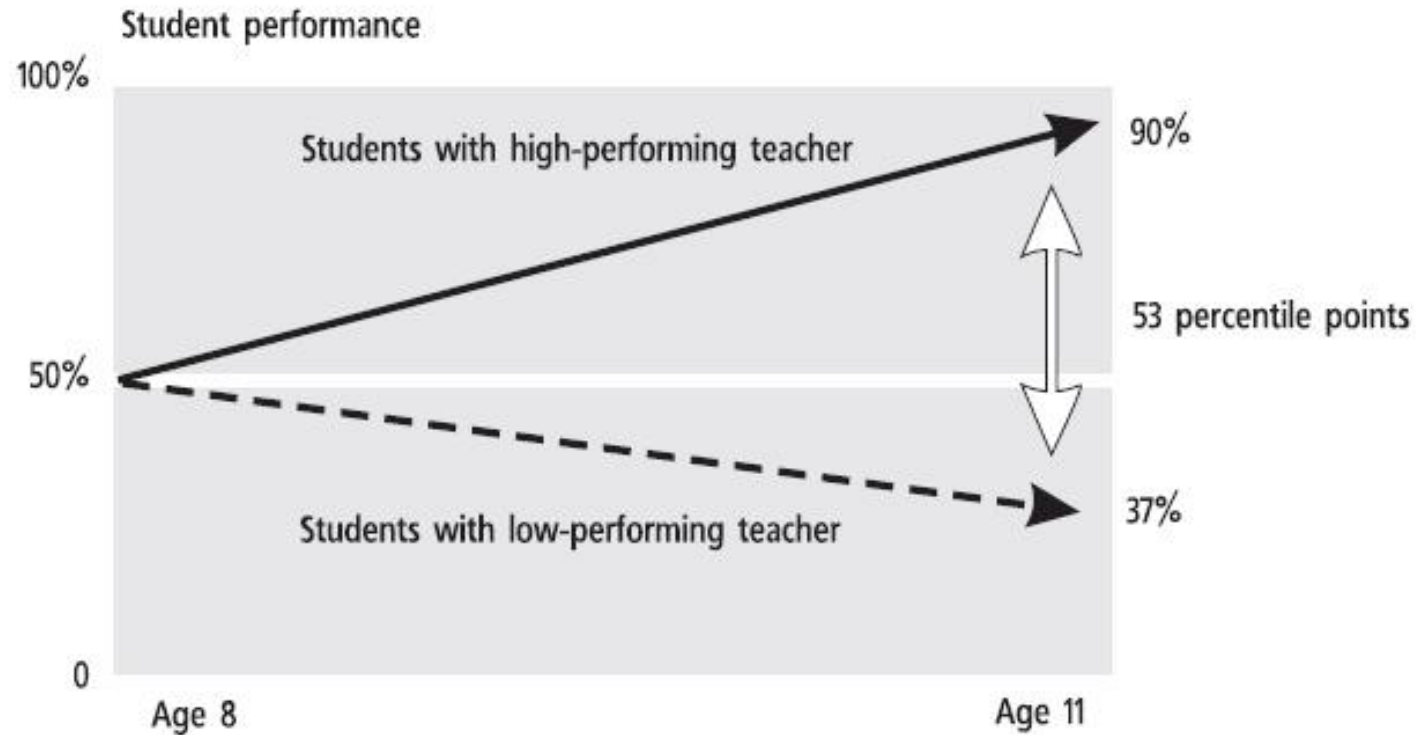 Student performance
100%
Students with high-performing teacher
90%
53 percentile points
50%
37%
Students with low-performing teacher
0
Age 8
Age 11